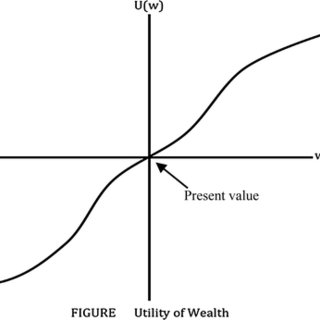 U(w)
w
Present value
FIGURE Utility of Wealth